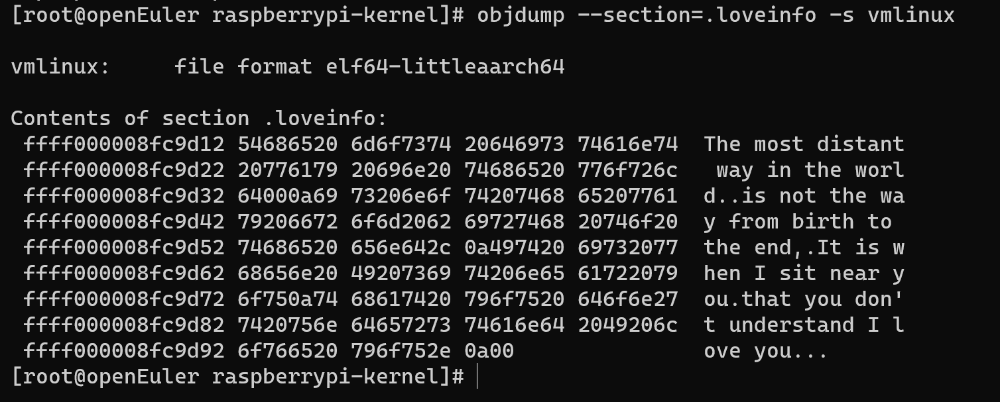 [root@openEuler raspberrypi-kernel]# objdump --section=.loveinfo -s vmlinux
vmlinux:     file format elf64-littleaarch64
Contents of section .loveinfo:
 ffff000008fc9d12 54686520 6d6f7374 20646973 74616e74  The most distant
 ffff000008fc9d22 20776179 20696e20 74686520 776f726c   way in the worl
 ffff000008fc9d32 64000a69 73206e6f 74207468 65207761  d..is not the wa
 ffff000008fc9d42 79206672 6f6d2062 69727468 20746f20  y from birth to 
 ffff000008fc9d52 74686520 656e642c 0a497420 69732077  the end,.It is w
 ffff000008fc9d62 68656e20 49207369 74206e65 61722079  hen I sit near y
 ffff000008fc9d72 6f750a74 68617420 796f7520 646f6e27  ou.that you don'
 ffff000008fc9d82 7420756e 64657273 74616e64 2049206c  t understand I l
 ffff000008fc9d92 6f766520 796f752e 0a00               ove you...
[root@openEuler raspberrypi-kernel]#